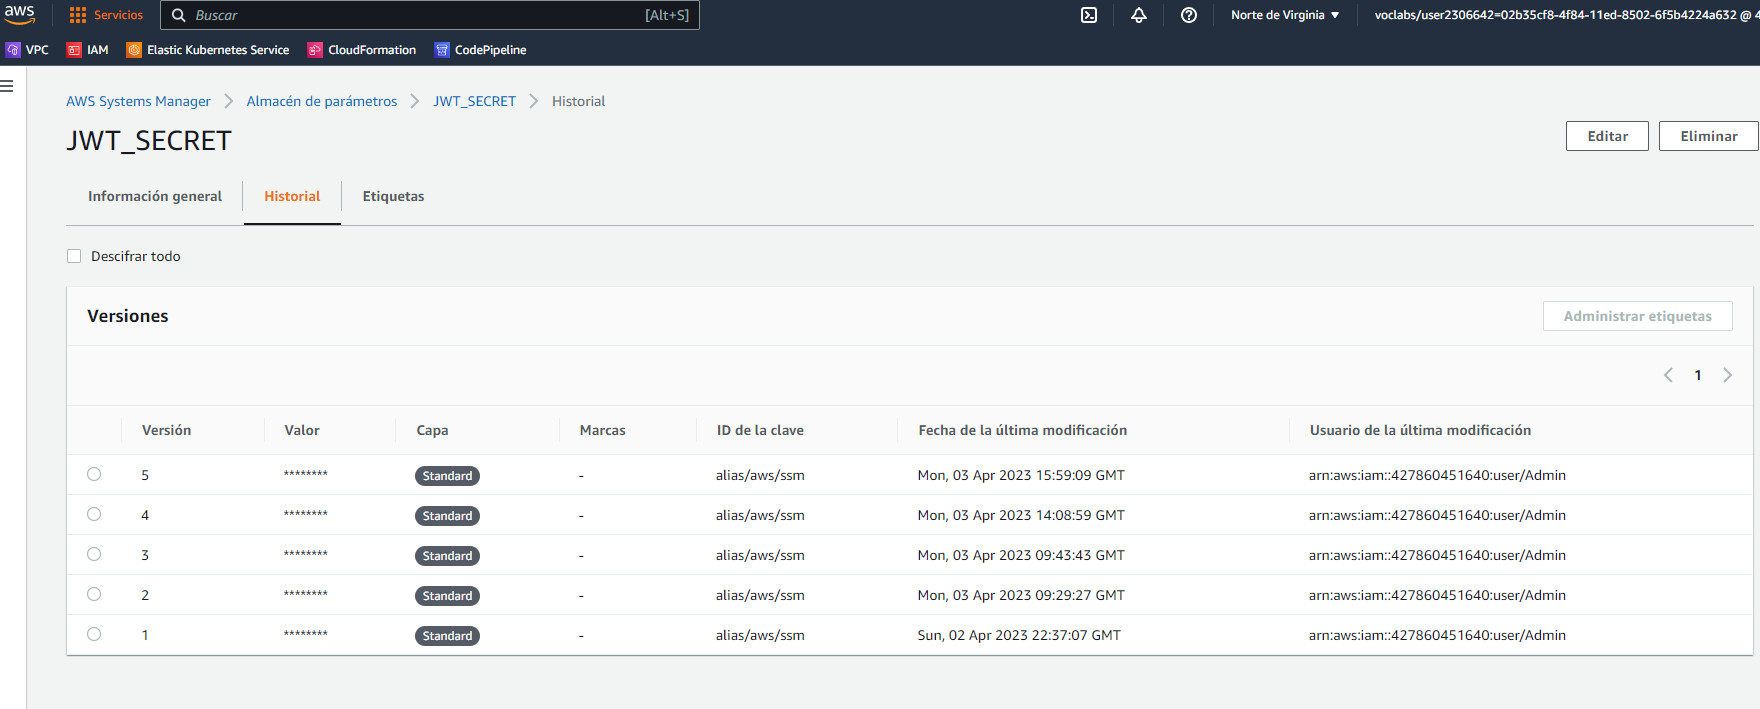 aws Servicios Buscar [Alt+S] Norte de Virginia voclabs/user2306642=02b35cf8-4f84-11ed-8502-6f5b4224a632 @ 4
VPC IAM Elastic Kubernetes Service CloudFormation CodePipeline
AWS Systems Manager Almacén de parámetros JWT_SECRET Historial
JWT_SECRET Editar Eliminar
Información general Historial Etiquetas
Descifrar todo
Versiones Administrar etiquetas
1
Versión Valor Capa Marcas ID de la clave Fecha de la última modificación Usuario de la última modificación
5 ******** Standard - alias/aws/ssm Mon, 03 Apr 2023 15:59:09 GMT arn:aws:iam::427860451640:user/Admin
4 ******** Standard - alias/aws/ssm Mon, 03 Apr 2023 14:08:59 GMT arn:aws:iam::427860451640:user/Admin
3 ******** Standard - alias/aws/ssm Mon, 03 Apr 2023 09:43:43 GMT arn:aws:iam::427860451640:user/Admin
2 ******** Standard - alias/aws/ssm Mon, 03 Apr 2023 09:29:27 GMT arn:aws:iam::427860451640:user/Admin
1 ******** Standard - alias/aws/ssm Sun, 02 Apr 2023 22:37:07 GMT arn:aws:iam::427860451640:user/Admin